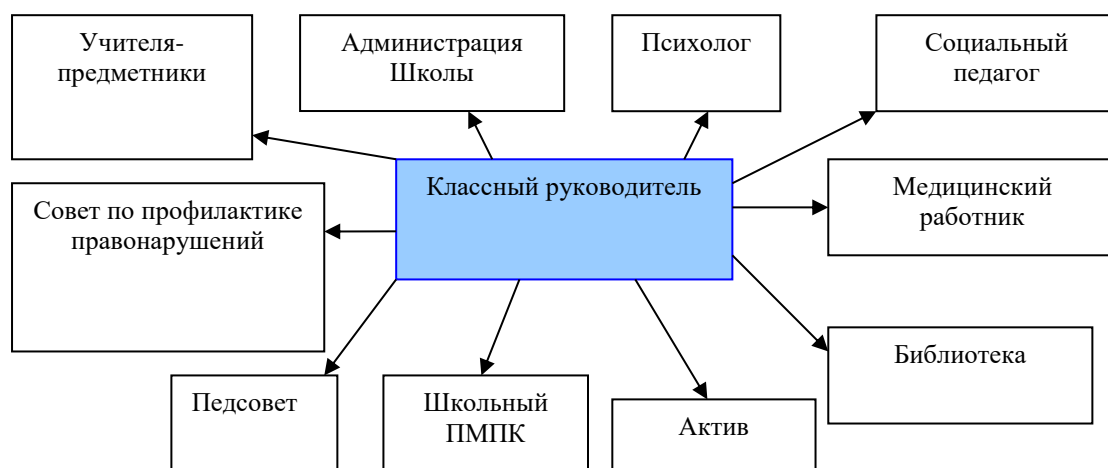 Учителя-
предметники
Администрация
Школы
Психолог
Социальный
педагог
Классный руководитель
Медицинский
работник
Совет по профилактике
правонарушений
Библиотека
Педсовет
Школьный
ПМПК
Актив